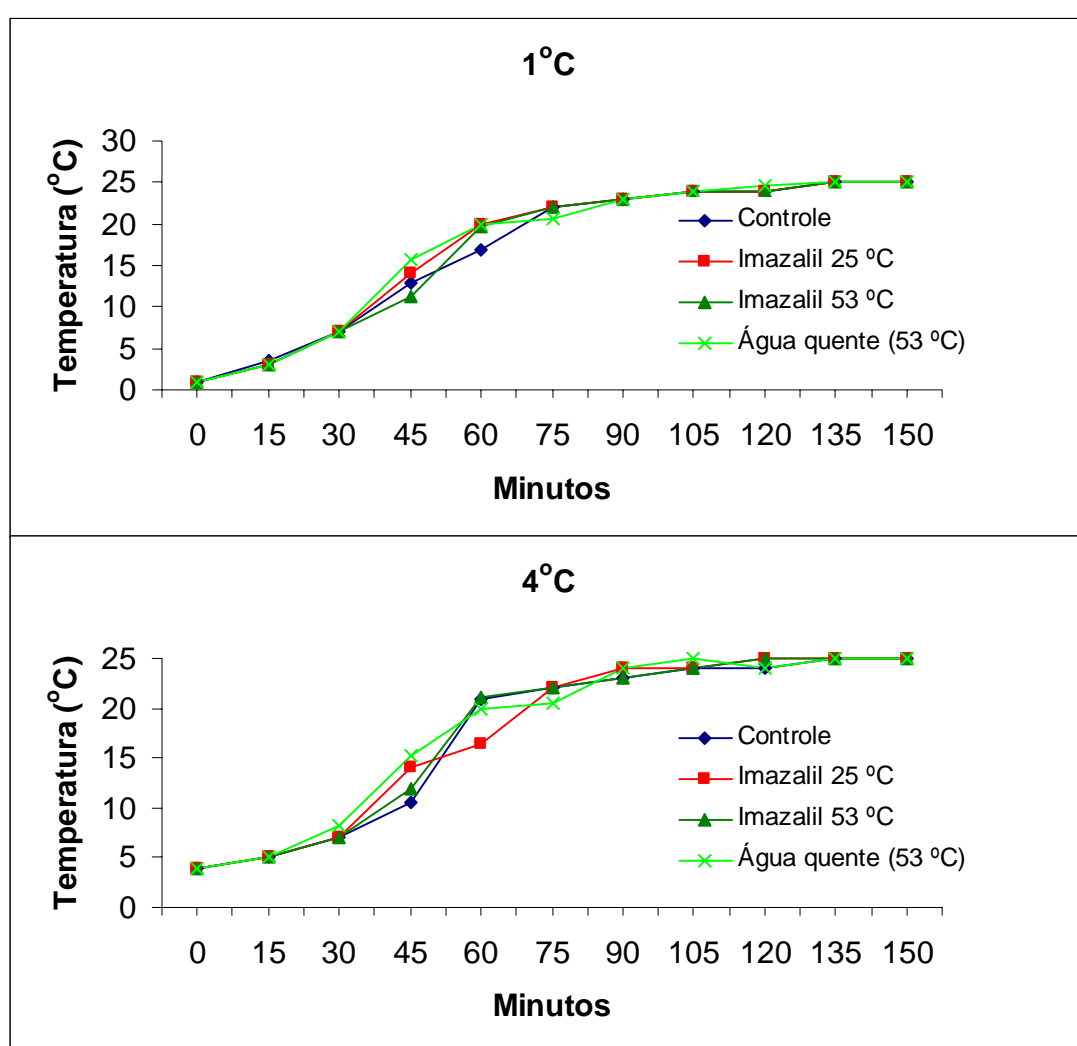 1°C
Temperatura (°C)
30
25
20
15
10
5
0
0 15 30 45 60 75 90 105 120 135 150
Minutos
Controle
Imazalil 25 ºC
Imazalil 53 ºC
Água quente (53 ºC)
4°C
Temperatura (°C)
25
20
15
10
5
0
0 15 30 45 60 75 90 105 120 135 150
Minutos
Controle
Imazalil 25 ºC
Imazalil 53 ºC
Água quente (53 ºC)